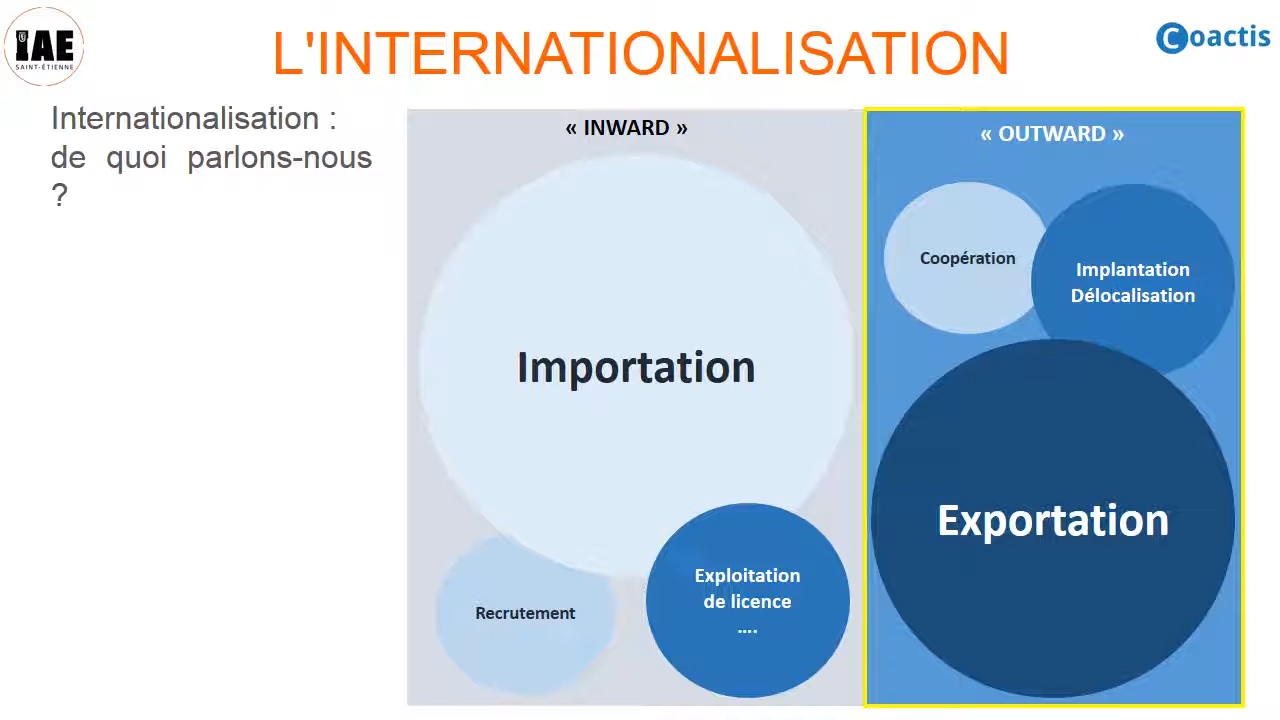 IAE
SAINT-ÉTIENNE
L'INTERNATIONALISATION
Coactis
Internationalisation :
de quoi parlons-nous
?
« INWARD »
Importation
Recrutement
Exploitation
de licence
....
« OUTWARD »
Coopération
Implantation
Délocalisation
Exportation